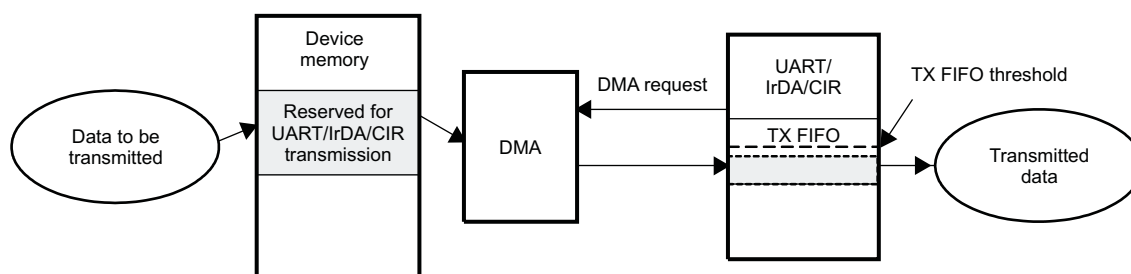 Data to be
transmitted
Device
memory
Reserved for
UART/IrDA/CIR
transmission
DMA
DMA request
UART/
IrDA/CIR
TX FIFO
TX FIFO threshold
Transmitted
data